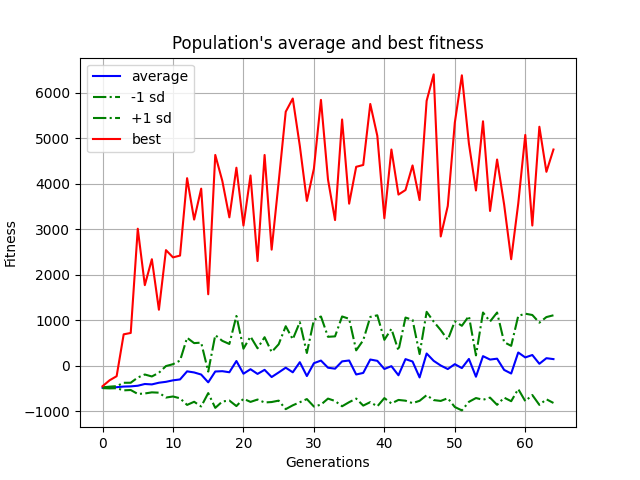 Population's average and best fitness
average
-1 sd
+1 sd
best
6000
5000
4000
3000
2000
1000
0
−1000
Fitness
0 10 20 30 40 50 60
Generations